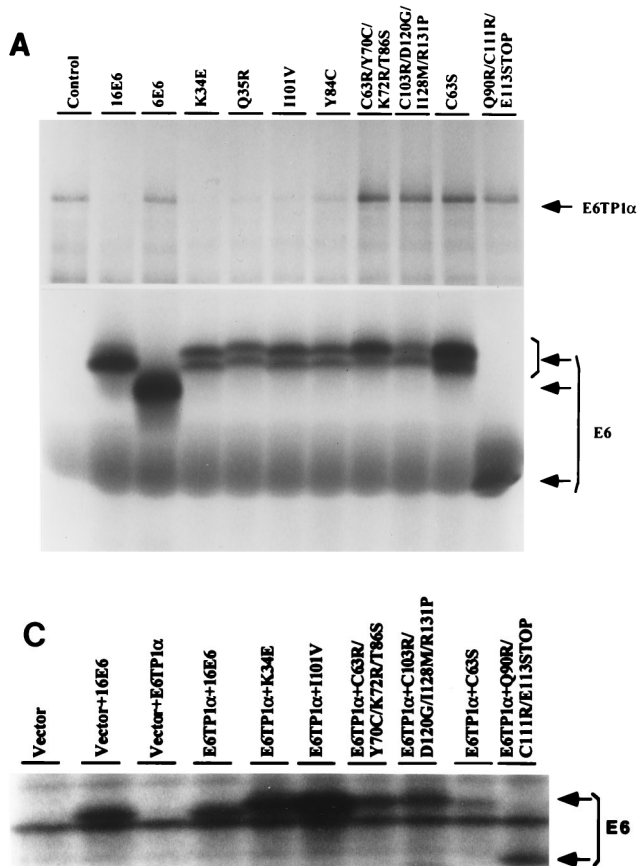 A
Control
16E6
6E6
K34E
Q35R
I101V
Y84C
C63R/Y70C/
K72R/T86S
C103R/D120G/
I128M/R131P
C63S
Q90R/C111R/
E113STOP
E6TP1α
E6
C
Vector
Vector+16E6
Vector+E6TP1α
E6TP1α+16E6
E6TP1α+K34E
E6TP1α+I101V
E6TP1α+C63R/
Y70C/K72R/T86S
E6TP1α+C103R/
D120G/I128M/R131P
E6TP1α+C63S
E6TP1α+Q90R/
C111R/E113STOP
E6